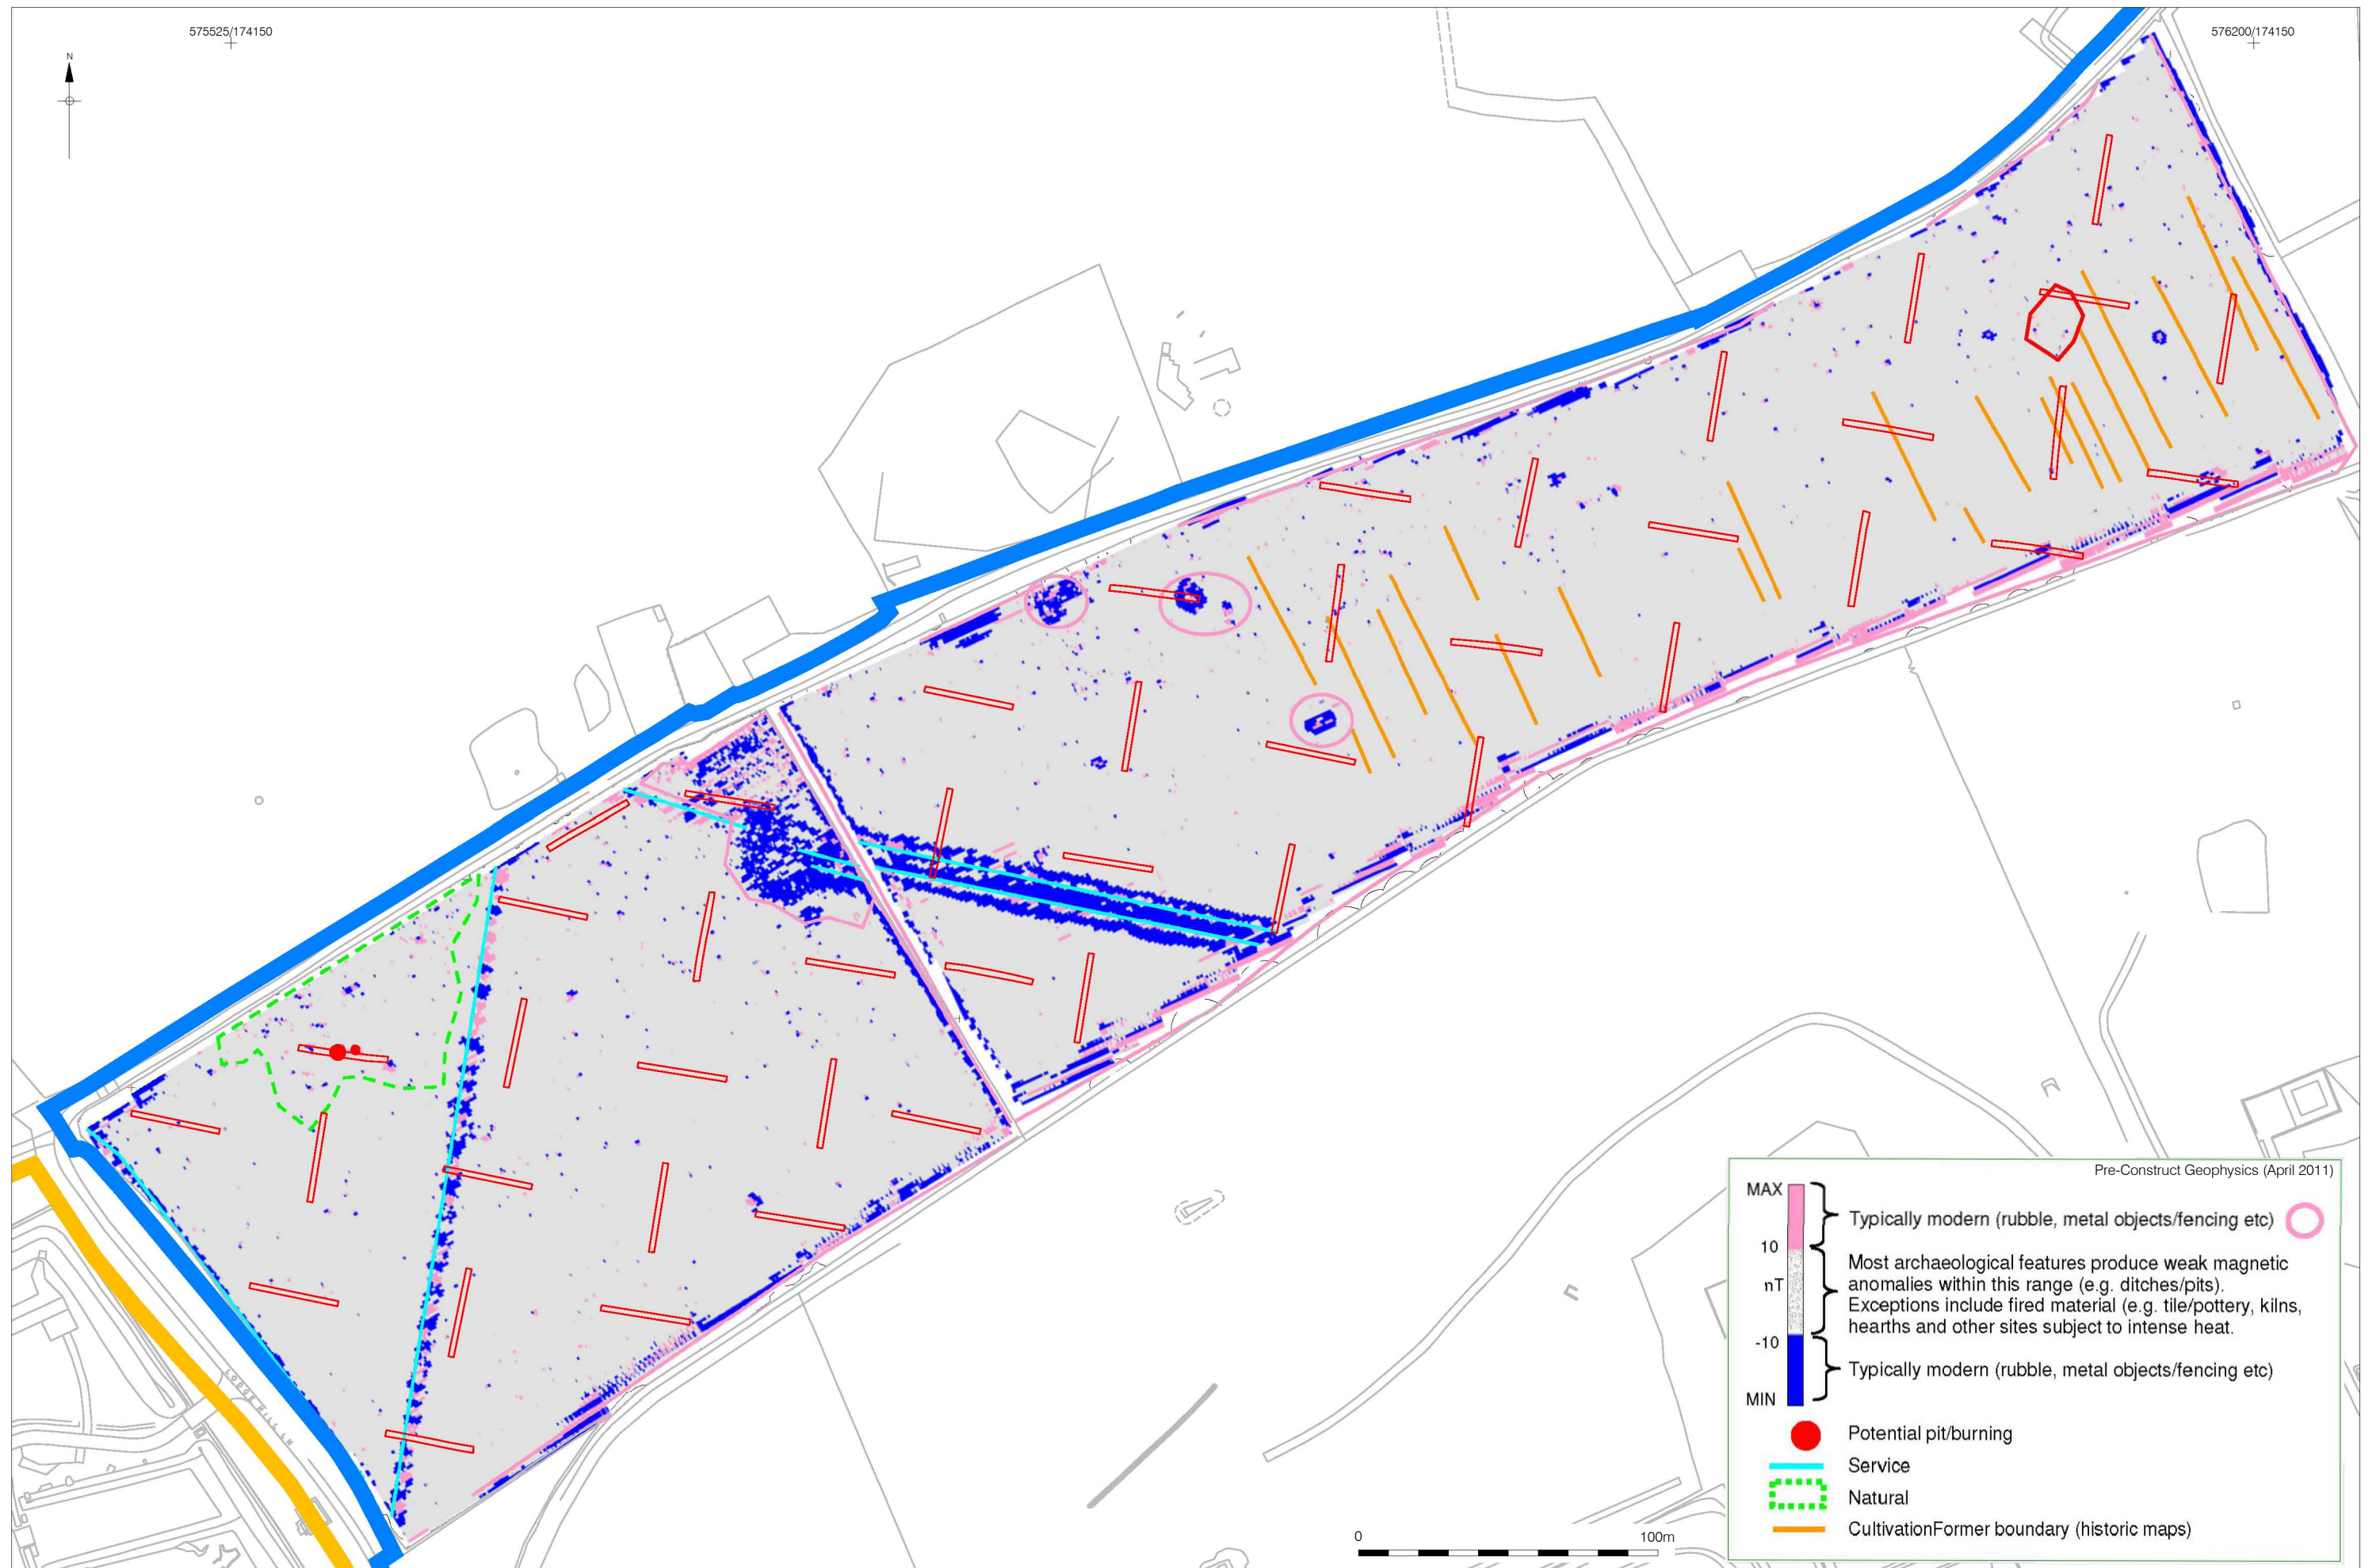 575525/174150
576200/174150
N
LODGE HILL LN
Pre-Construct Geophysics (April 2011)
MAX
Typically modern (rubble, metal objects/fencing etc)
10
Most archaeological features produce weak magnetic
nT
anomalies within this range (e.g. ditches/pits).
Exceptions include fired material (e.g. tile/pottery, kilns,
hearths and other sites subject to intense heat.
-10
Typically modern (rubble, metal objects/fencing etc)
MIN
Potential pit/burning
Service
Natural
CultivationFormer boundary (historic maps)
0
100m